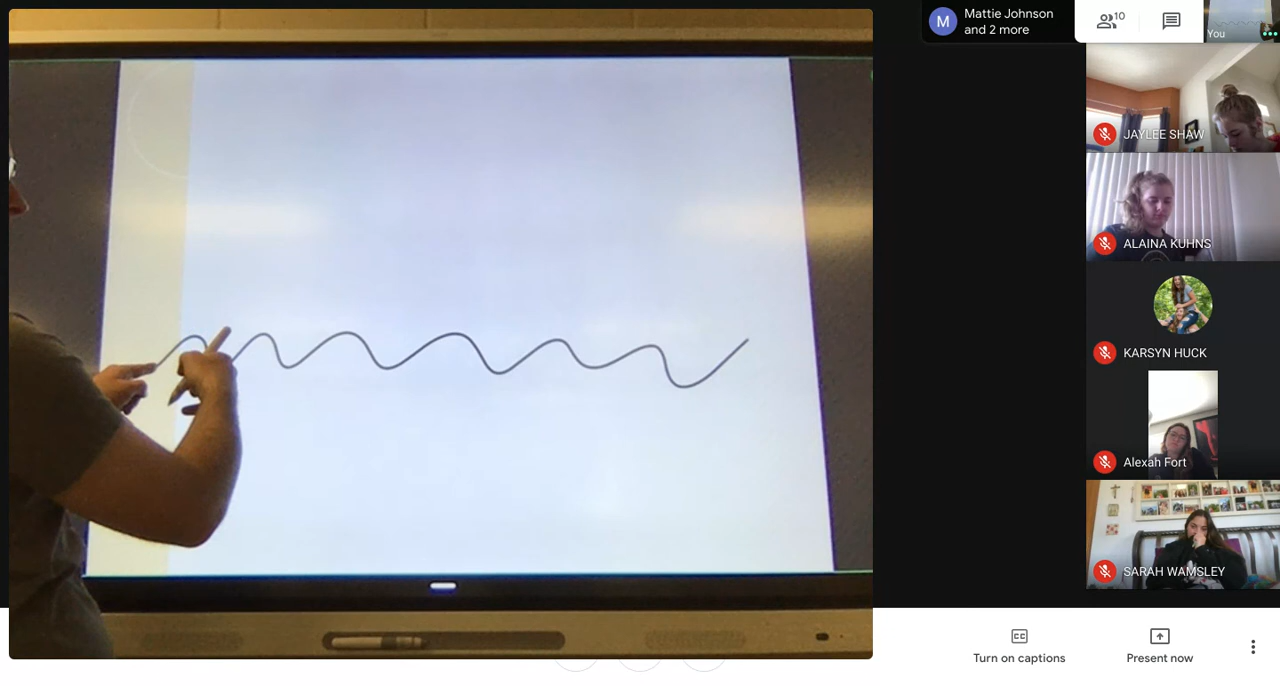 M
Mattie Johnson
and 2 more
10
You
JAYLEE SHAW
ALAINA KUHNS
KARSYN HUCK
Alexah Fort
SARAH WAMSLEY
CC
Turn on captions
Present now